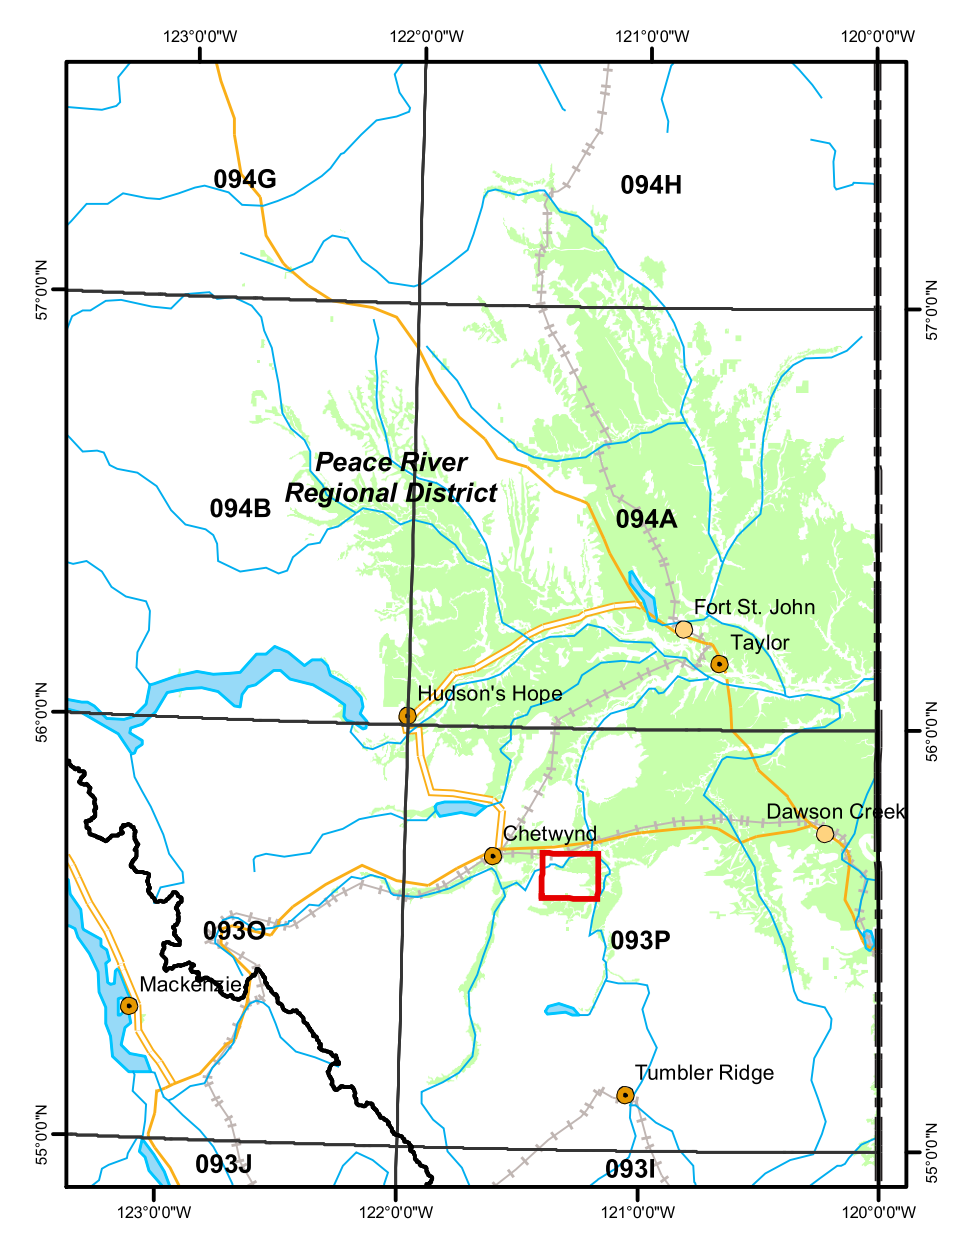 123°0'0"W 122°0'0"W 121°0'0"W 120°0'0"W
094G
094H
57°0'0"N
57°0'0"N
Peace River
Regional District
094B
094A
Fort St. John
Taylor
Hudson's Hope
56°0'0"N
56°0'0"N
Dawson Creek
Chetwynd
093O
093P
Mackenzie
Tumbler Ridge
55°0'0"N
55°0'0"N
093J
093I
123°0'0"W 122°0'0"W 121°0'0"W 120°0'0"W